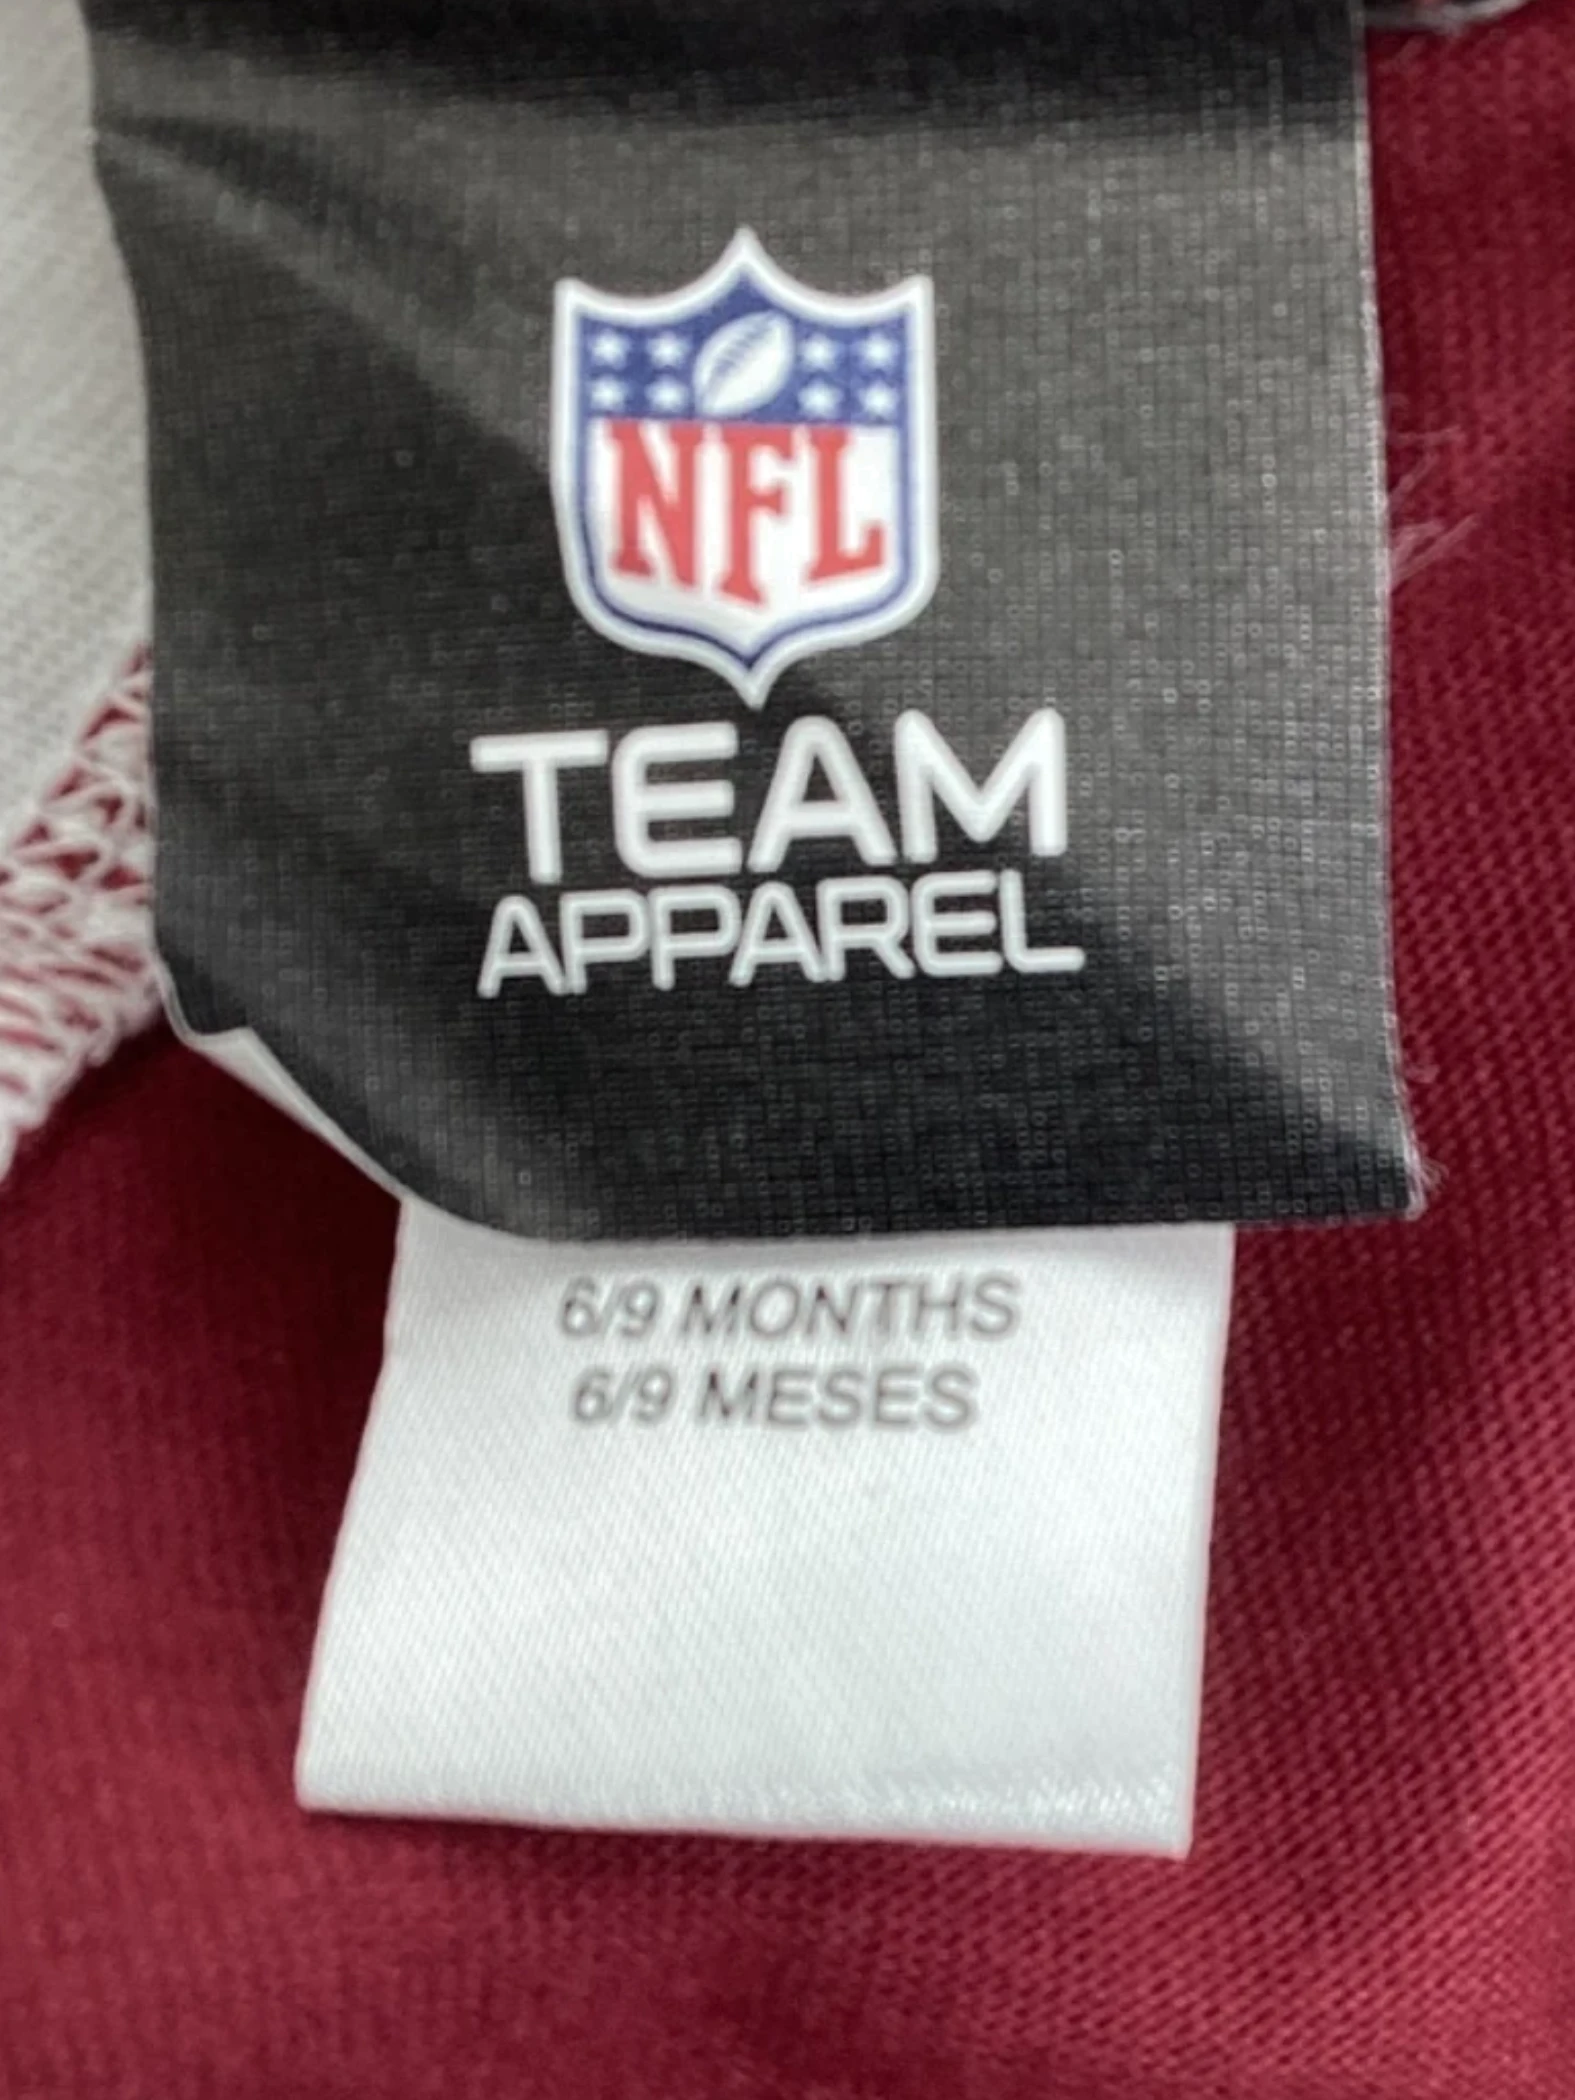 NFL
TEAM
APPAREL
6/9 MONTHS
6/9 MESES